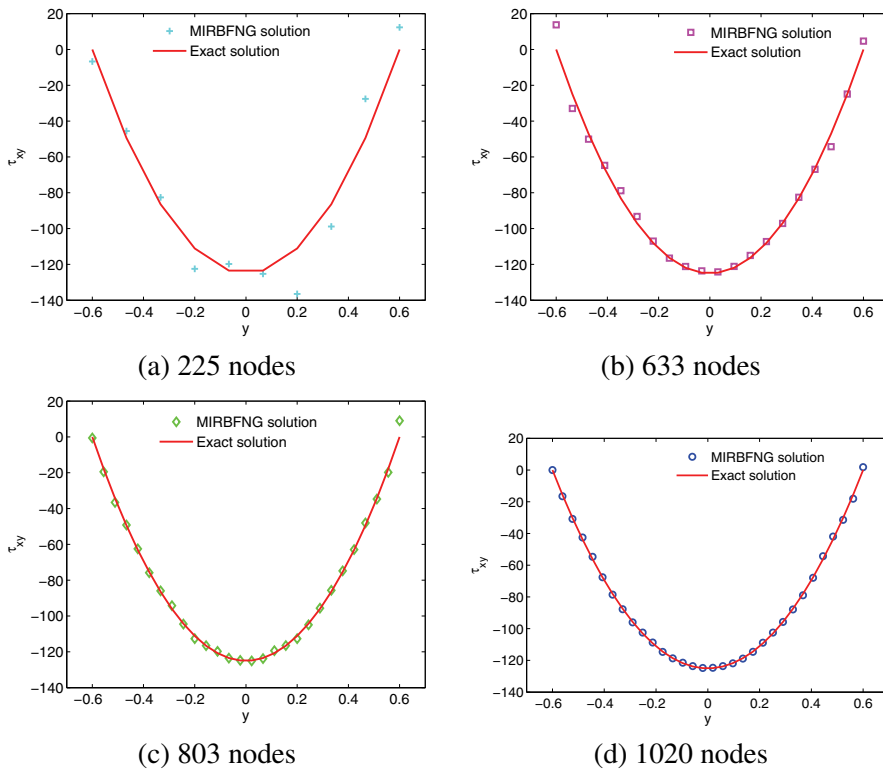 20
0
−20
−40
−60
−80
−100
−120
−140
τxy
−0.6 −0.4 −0.2 0 0.2 0.4 0.6
y
MIRBFNG solution
Exact solution
(a) 225 nodes
20
0
−20
−40
−60
−80
−100
−120
−140
τxy
−0.6 −0.4 −0.2 0 0.2 0.4 0.6
y
MIRBFNG solution
Exact solution
(b) 633 nodes
20
0
−20
−40
−60
−80
−100
−120
−140
τxy
−0.6 −0.4 −0.2 0 0.2 0.4 0.6
y
MIRBFNG solution
Exact solution
(c) 803 nodes
20
0
−20
−40
−60
−80
−100
−120
−140
τxy
−0.6 −0.4 −0.2 0 0.2 0.4 0.6
y
MIRBFNG solution
Exact solution
(d) 1020 nodes